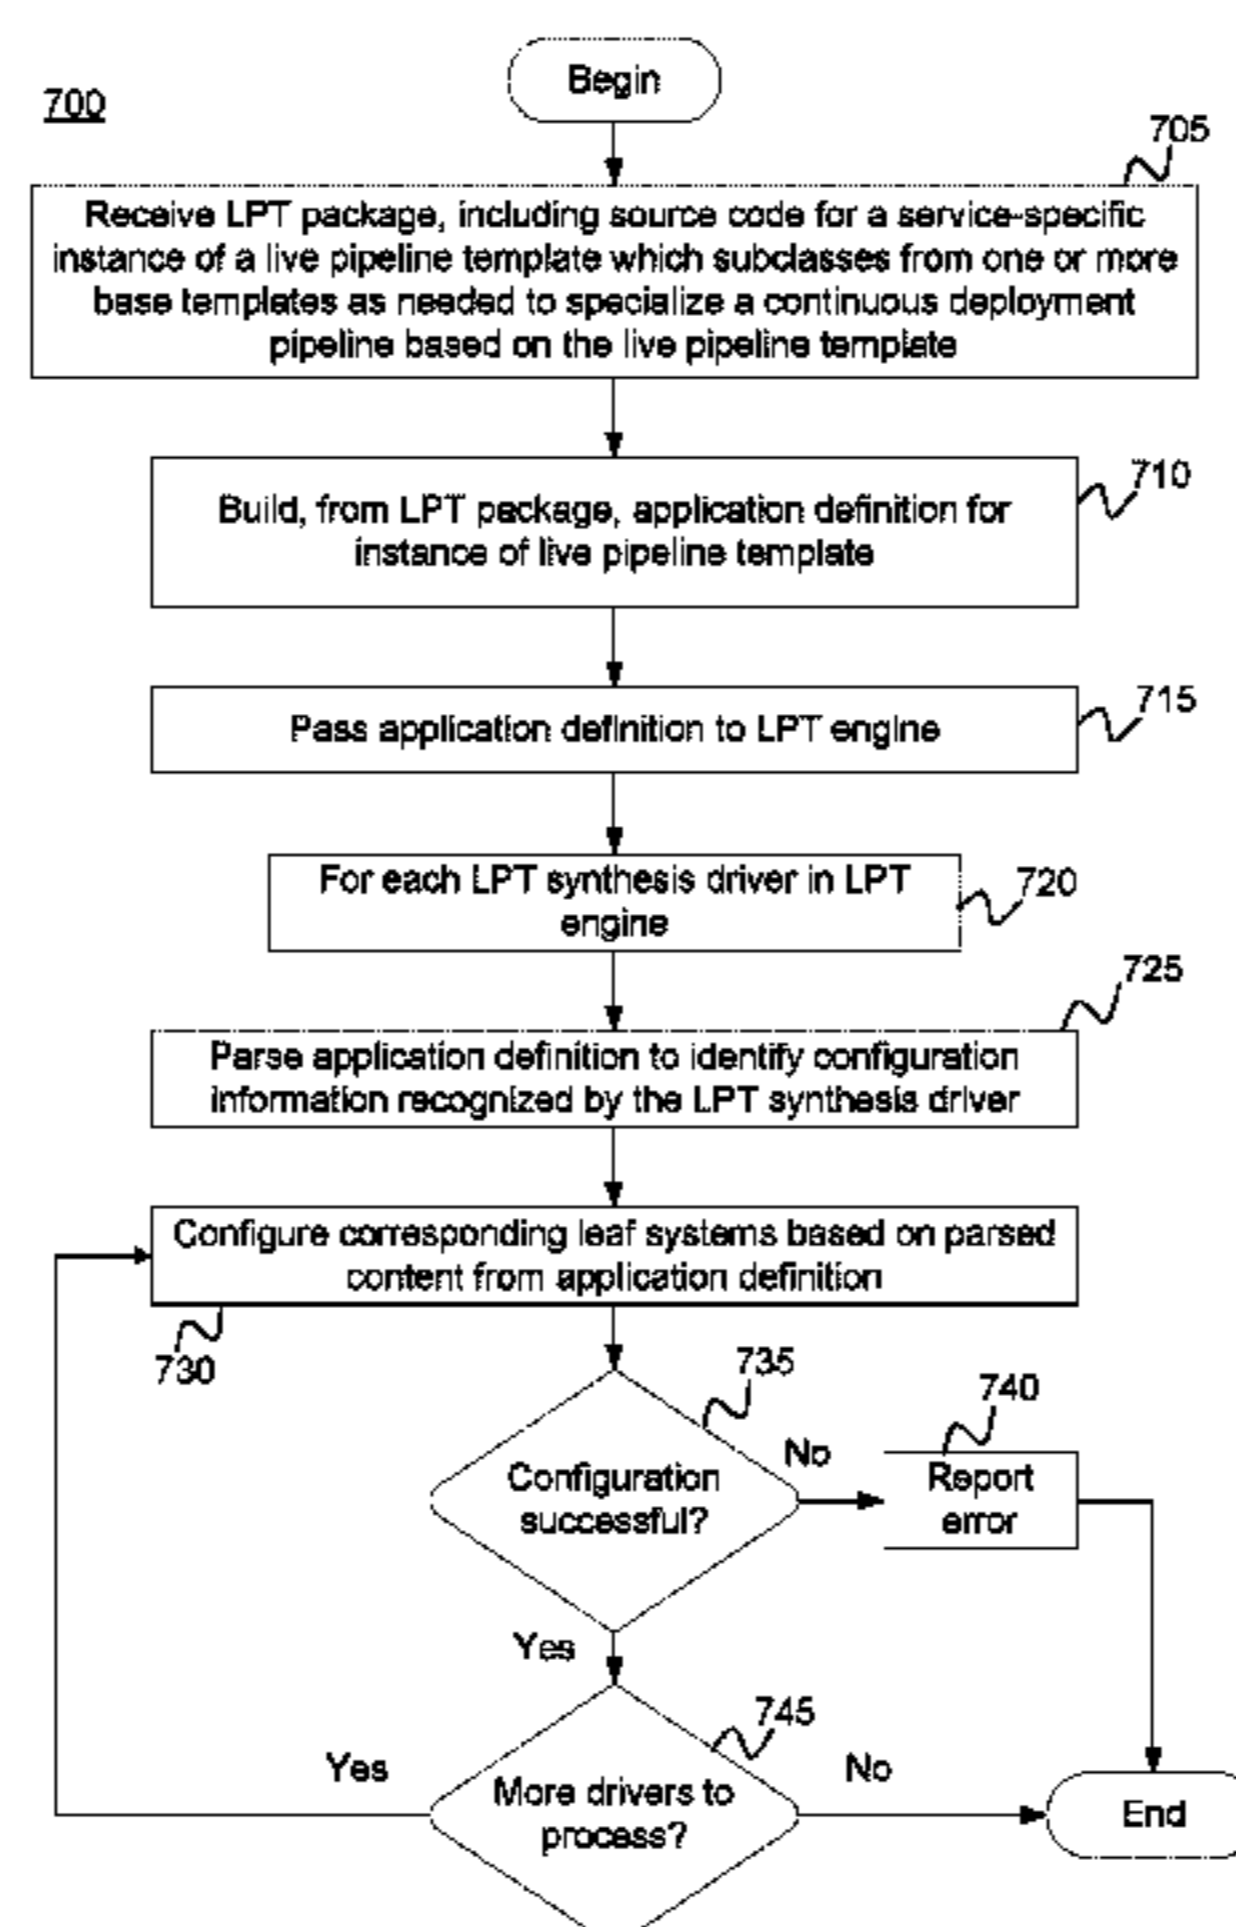 Begin
700
705
Receive LPT package, including source code for a service-specific
instance of a live pipeline template which subclasses from one or more
base templates as needed to specialize a continuous deployment
pipeline based on the live pipeline template
710
Build, from LPT package, application definition for
instance of live pipeline template
715
Pass application definition to LPT engine
For each LPT synthesis driver in LPT
engine
720
725
Parse application definition to identify configuration
information recognized by the LPT synthesis driver
Configure corresponding leaf systems based on parsed
content from application definition
730
735
740
No
Configuration
successful?
Report
error
Yes
745
Yes
No
More drivers to
process?
End